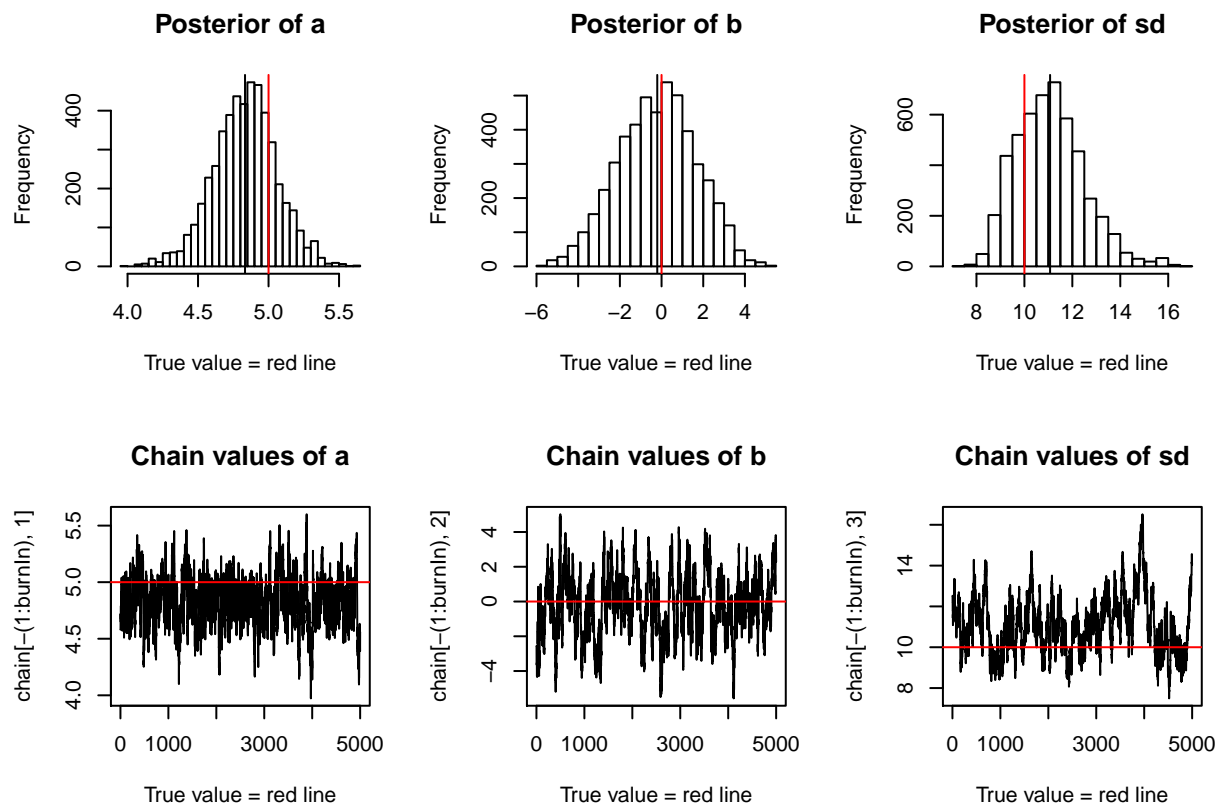 Posterior of a
Frequency
0
200
400
4.0 4.5 5.0 5.5
True value = red line
Posterior of b
Frequency
0
200
400
−6 −2 0 2 4
True value = red line
Posterior of sd
Frequency
0
200
600
8 10 12 14 16
True value = red line
Chain values of a
chain[−(1:burnIn), 1]
4.0
4.5
5.0
5.5
0 1000 3000 5000
True value = red line
Chain values of b
chain[−(1:burnIn), 2]
−4
0
2
4
0 1000 3000 5000
True value = red line
Chain values of sd
chain[−(1:burnIn), 3]
8
10
14
0 1000 3000 5000
True value = red line